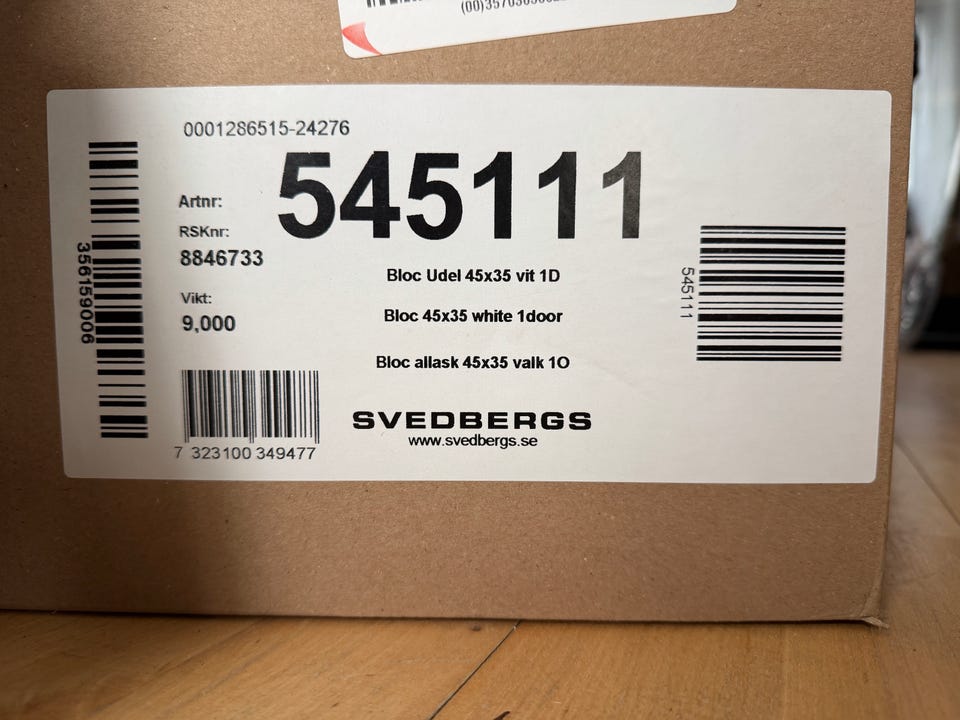 0001286515-24276
Artnr:
545111
RSKnr:
8846733
Bloc Udel 45x35 vit 1D
Vikt:
9,000
Bloc 45x35 white 1door
Bloc allask 45x35 valk 1O
SVEDBERGS
www.svedbergs.se
7 323100 349477
356159006
545111